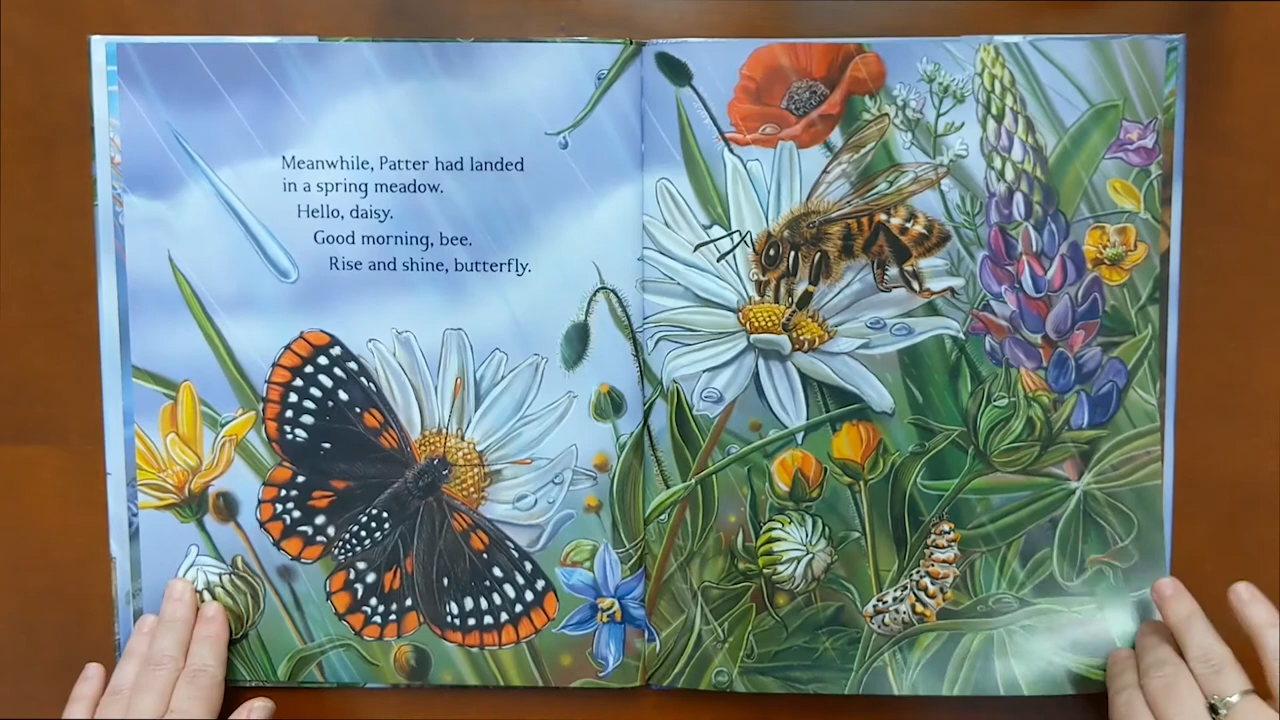 Meanwhile, Patter had landed
in a spring meadow.
Hello, daisy.
Good morning, bee.
Rise and shine, butterfly.